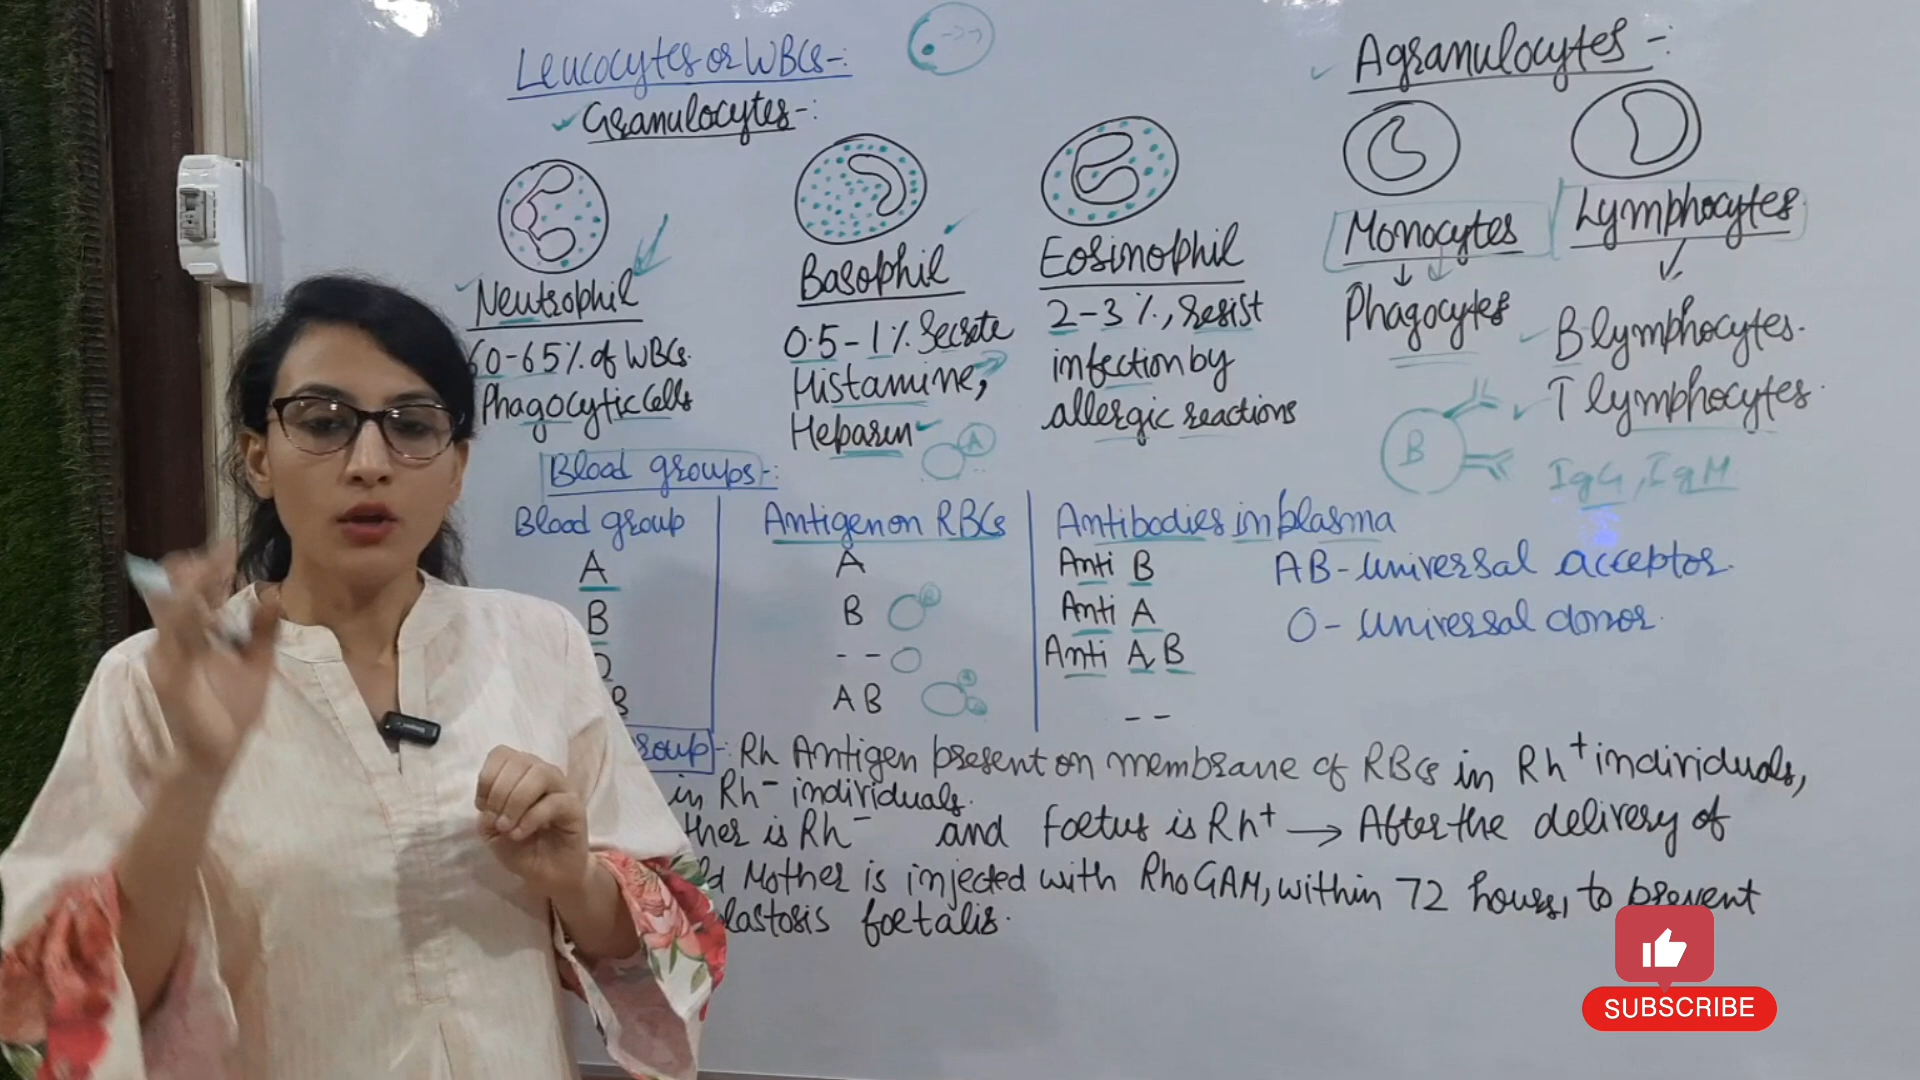 Leucocytes or WBCs-:
Granulocytes-:
Neutrophil
60-65% of WBCs.
Phagocytic Cells
Basophil
0.5-1% Secrete
Histamine,
Heparin
A
Eosinophil
2-3%, resist
infection by
allergic reactions
Agranulocytes-:
Monocytes
Phagocytes
Lymphocytes
B lymphocytes.
T lymphocytes.
B
IgG, IgM
Blood groups-:
Blood group Antigen on RBCs Antibodies in plasma
A A Anti B
B B Anti A
-- Anti A, B
B AB --
AB-universal acceptor.
O-universal donor.
roup-: Rh Antigen present on membrane of RBCs in Rh+ individuals,
in Rh- individuals.
ther is Rh- and foetus is Rh+ → After the delivery of
ld Mother is injected with RhoGAM, within 72 hours, to prevent
lastosis foetalis.
SUBSCRIBE